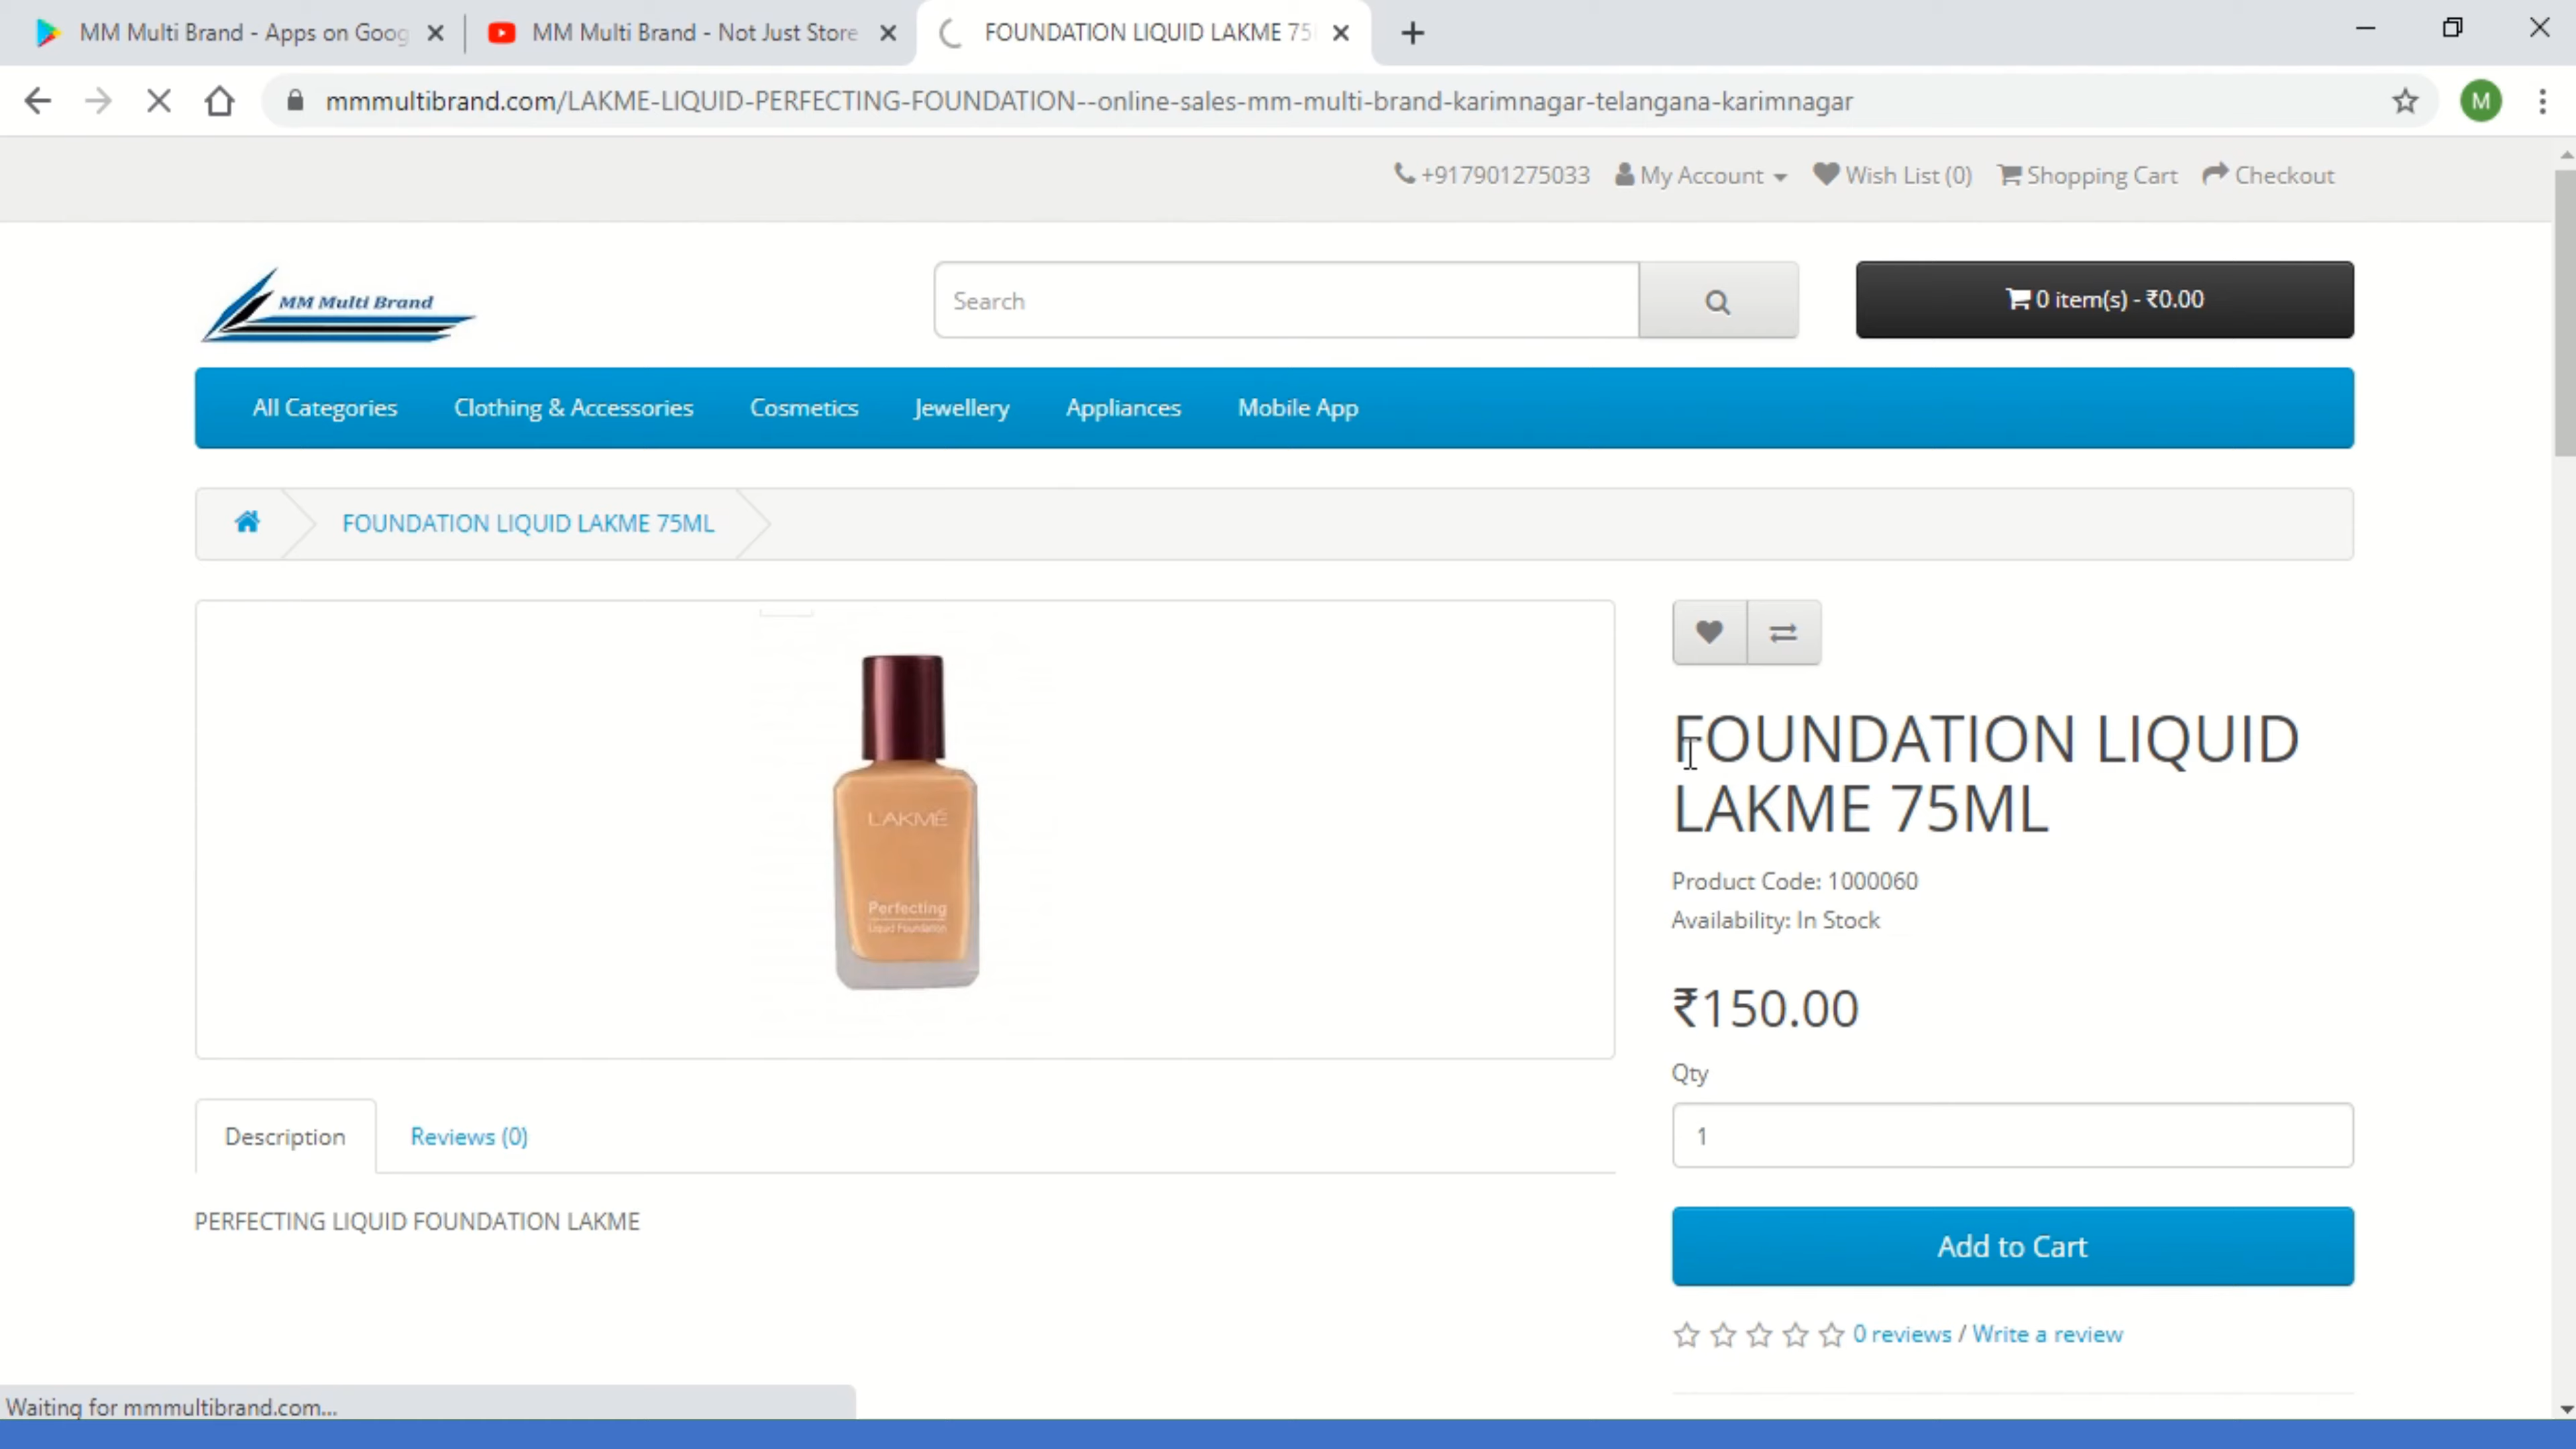 MM Multi Brand - Apps on Goog
MM Multi Brand - Not Just Store
FOUNDATION LIQUID LAKME 75
mmmultibrand.com/LAKME-LIQUID-PERFECTING-FOUNDATION--online-sales-mm-multi-brand-karimnagar-telangana-karimnagar
M
+917901275033 My Account Wish List (0) Shopping Cart Checkout
MM Multi Brand
Search
0 item(s) - ₹0.00
All Categories Clothing & Accessories Cosmetics Jewellery Appliances Mobile App
FOUNDATION LIQUID LAKME 75ML
LAKMÉ
Perfecting
Liquid Foundation
FOUNDATION LIQUID
LAKME 75ML
Product Code: 1000060
Availability: In Stock
₹150.00
Qty
1
Add to Cart
0 reviews / Write a review
Description Reviews (0)
PERFECTING LIQUID FOUNDATION LAKME
Waiting for mmmultibrand.com...